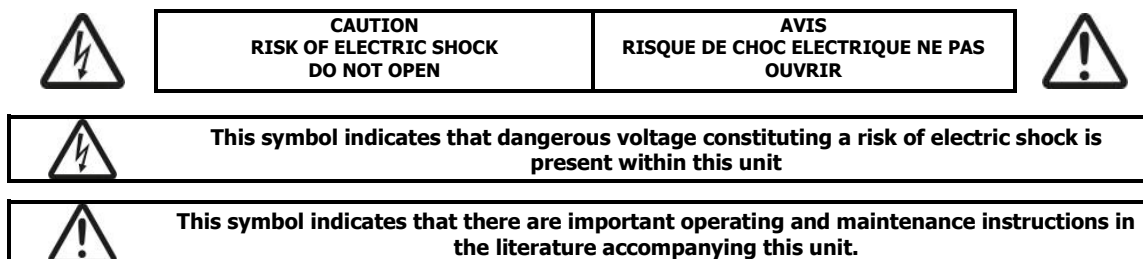 CAUTION
RISK OF ELECTRIC SHOCK
DO NOT OPEN
AVIS
RISQUE DE CHOC ELECTRIQUE NE PAS
OUVRIR
This symbol indicates that dangerous voltage constituting a risk of electric shock is
present within this unit
This symbol indicates that there are important operating and maintenance instructions in
the literature accompanying this unit.